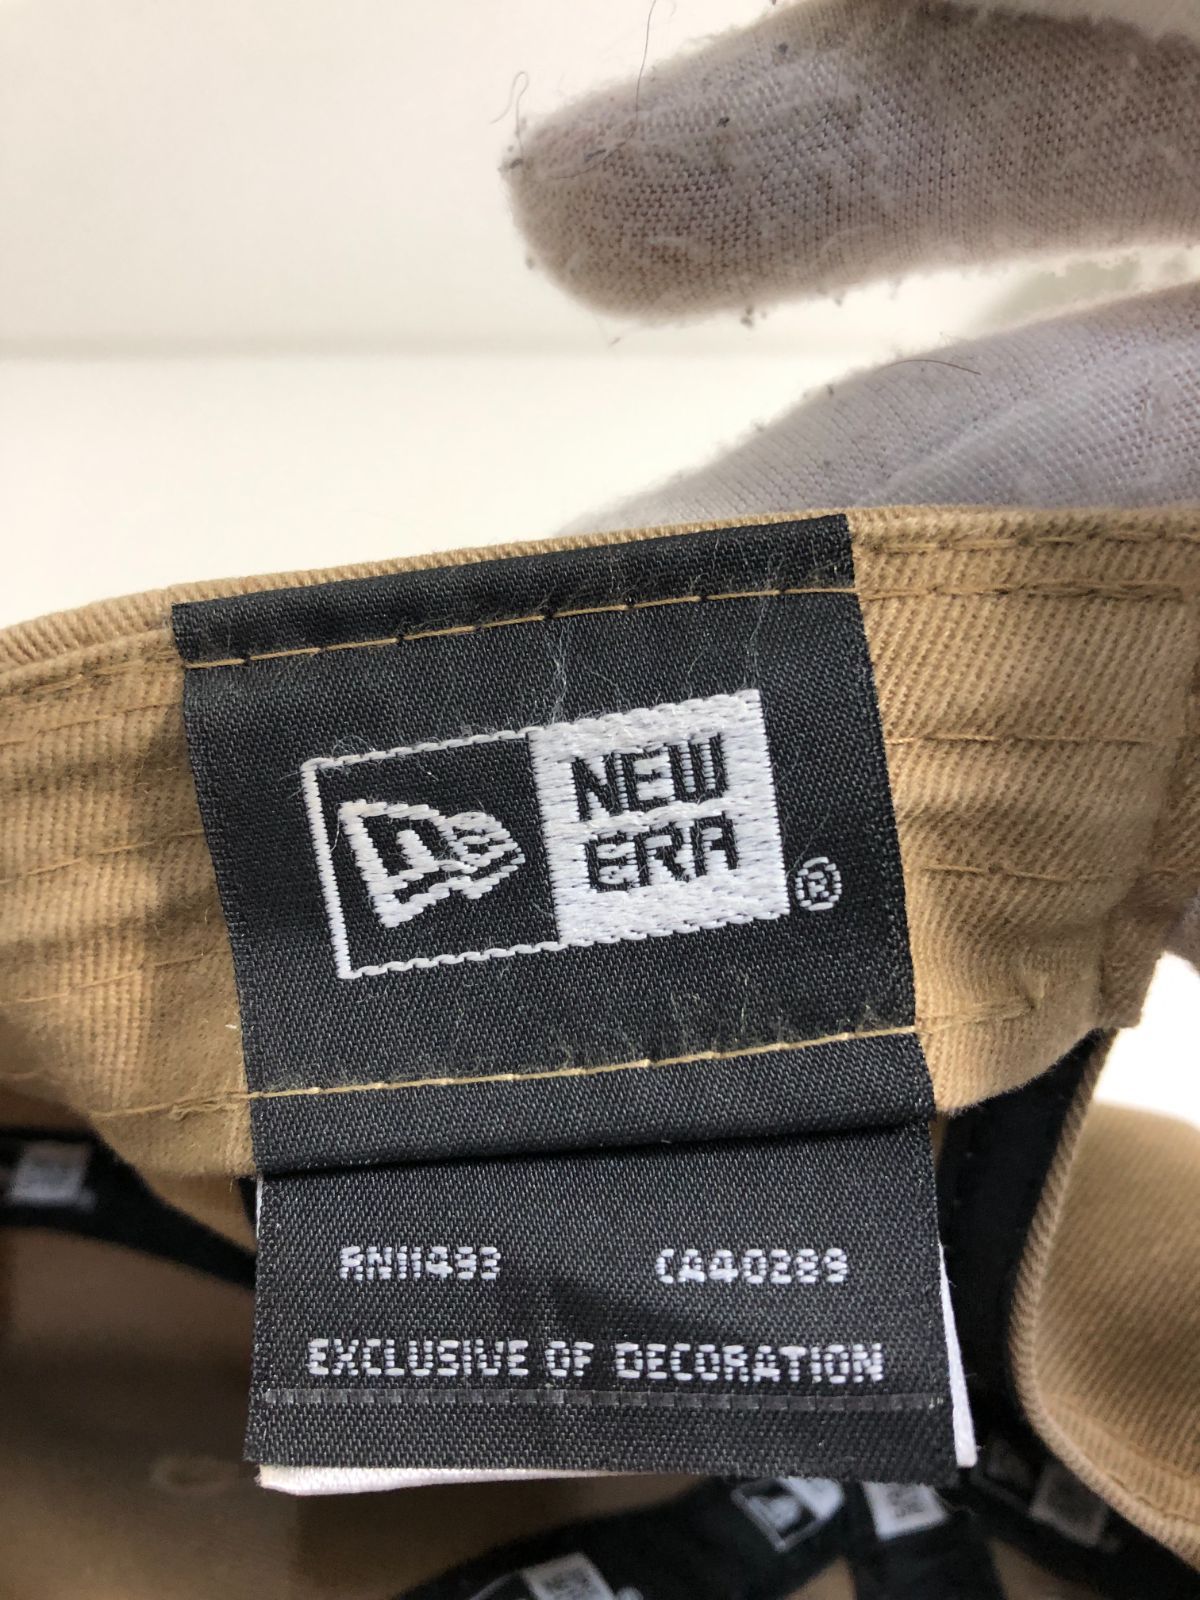 NEW
ERA
®
RN11493 CA40289
EXCLUSIVE OF DECORATION